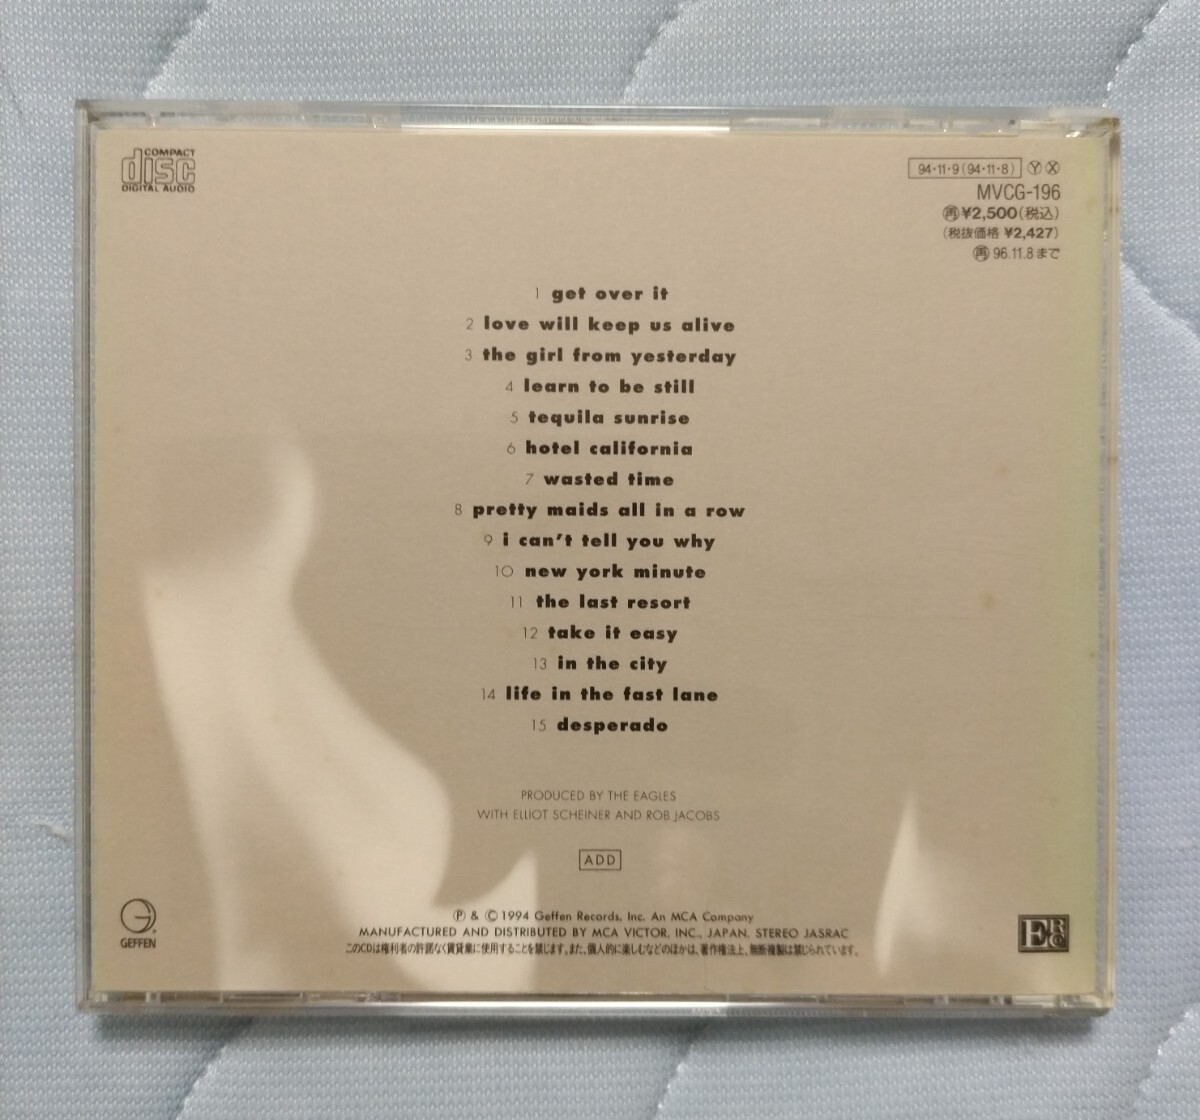 COMPACT
disc
DIGITAL AUDIO
94·11·9(94·11·8) Ⓨ Ⓧ
MVCG-196
㊢¥2,500(税込)
(税抜価格 ¥2,427)
96.11.8まで
1 get over it
2 love will keep us alive
3 the girl from yesterday
4 learn to be still
5 tequila sunrise
6 hotel california
7 wasted time
8 pretty maids all in a row
9 i can't tell you why
10 new york minute
11 the last resort
12 take it easy
13 in the city
14 life in the fast lane
15 desperado
PRODUCED BY THE EAGLES
WITH ELLIOT SCHEINER AND ROB JACOBS
ADD
Ⓟ & © 1994 Geffen Records, Inc. An MCA Company
MANUFACTURED AND DISTRIBUTED BY MCA VICTOR, INC., JAPAN. STEREO JASRAC
このCDは権利者の許諾なく賃貸業に使用することを禁じます。また、個人的に楽しむなどのほかは、著作権法上、無断複製は禁じられています。
GEFFEN
ERC